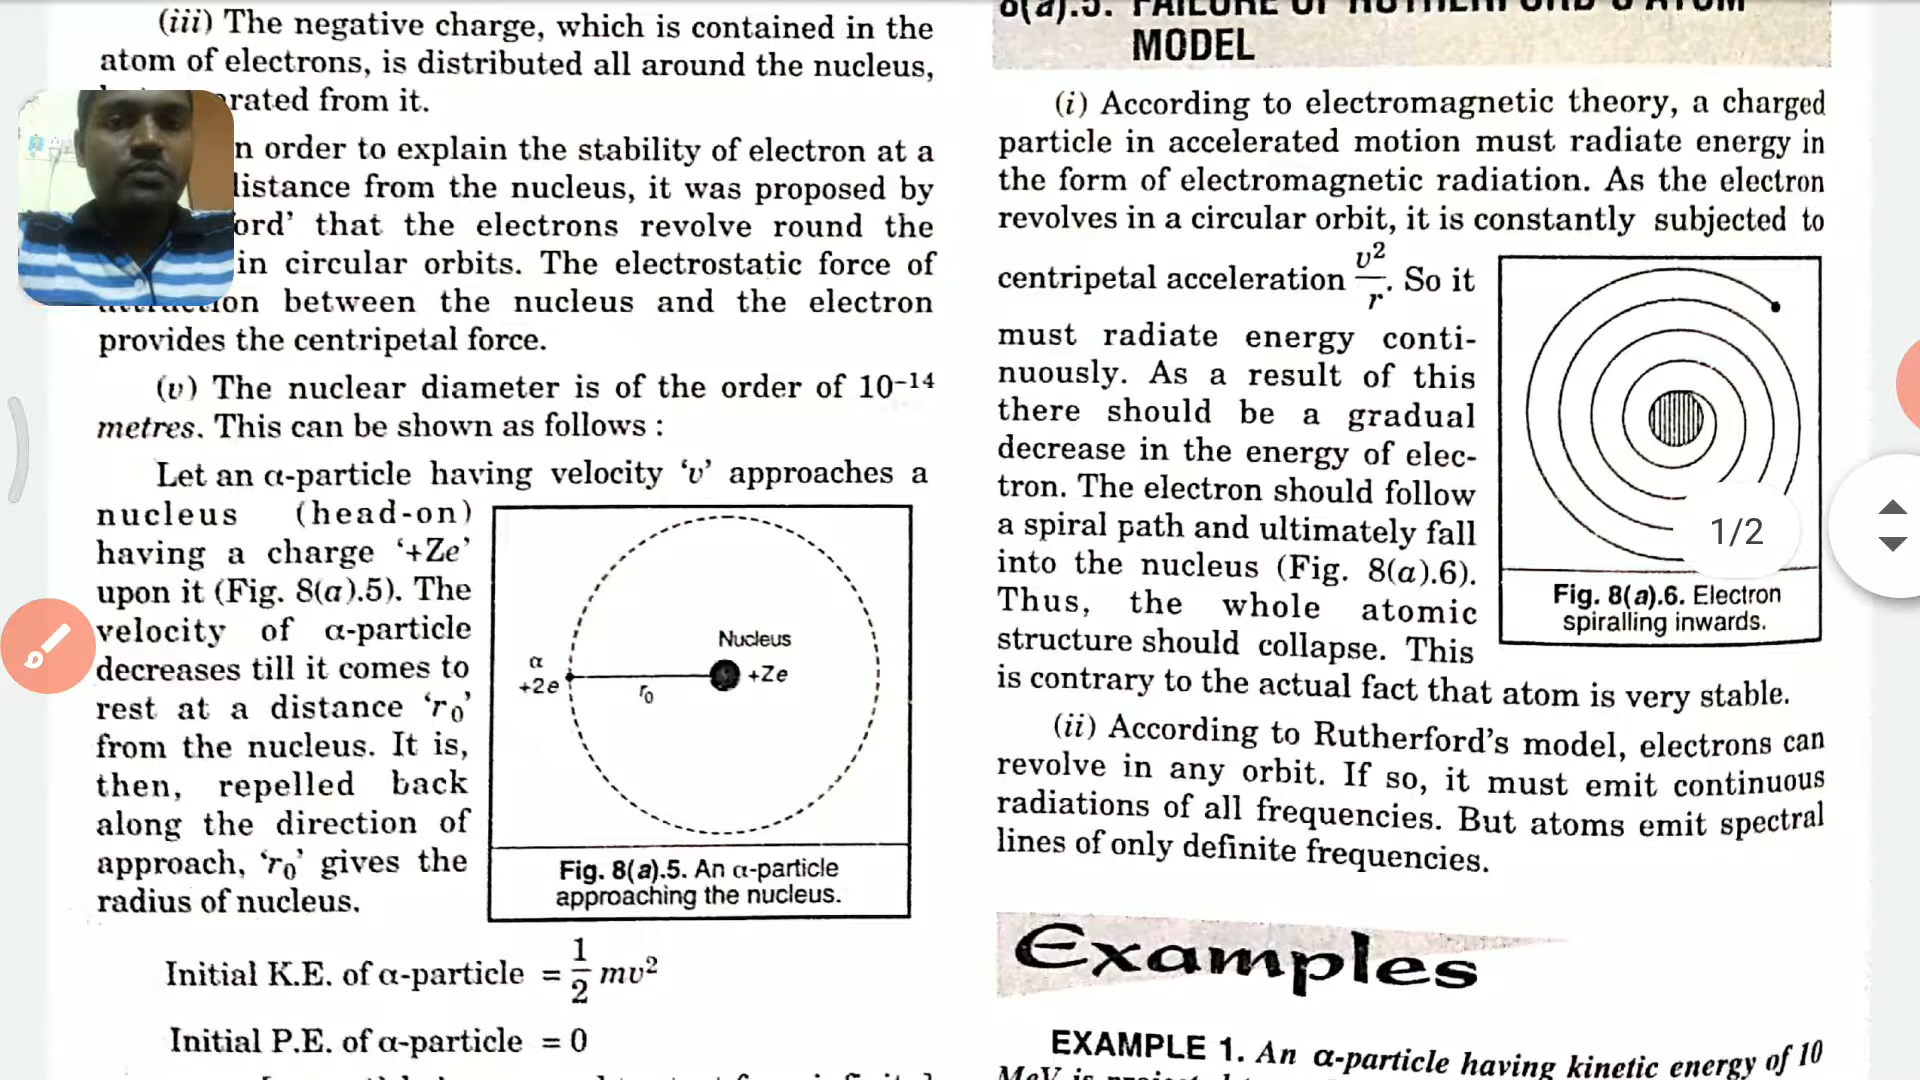 (iii) The negative charge, which is contained in the
atom of electrons, is distributed all around the nucleus,
rated from it.
n order to explain the stability of electron at a
listance from the nucleus, it was proposed by
ord’ that the electrons revolve round the
in circular orbits. The electrostatic force of
between the nucleus and the electron
provides the centripetal force.
(v) The nuclear diameter is of the order of 10⁻¹⁴
metres. This can be shown as follows :
Let an α-particle having velocity ‘v’ approaches a
nucleus (head-on)
having a charge ‘+Ze’
upon it (Fig. 8(a).5). The
velocity of α-particle
decreases till it comes to
rest at a distance ‘r₀’
from the nucleus. It is,
then, repelled back
along the direction of
approach, ‘r₀’ gives the
radius of nucleus.
Nucleus
α
+2e
r₀
+Ze
Fig. 8(a).5. An α-particle
approaching the nucleus.
Initial K.E. of α-particle = 1/2 mv²
Initial P.E. of α-particle = 0
8(a).5. FAILURE OF RUTHERFORD'S ATOM
MODEL
(i) According to electromagnetic theory, a charged
particle in accelerated motion must radiate energy in
the form of electromagnetic radiation. As the electron
revolves in a circular orbit, it is constantly subjected to
centripetal acceleration v²/r. So it
must radiate energy conti-
nuously. As a result of this
there should be a gradual
decrease in the energy of elec-
tron. The electron should follow
a spiral path and ultimately fall
into the nucleus (Fig. 8(a).6).
Thus, the whole atomic
structure should collapse. This
is contrary to the actual fact that atom is very stable.
1/2
Fig. 8(a).6. Electron
spiralling inwards.
(ii) According to Rutherford’s model, electrons can
revolve in any orbit. If so, it must emit continuous
radiations of all frequencies. But atoms emit spectral
lines of only definite frequencies.
Examples
EXAMPLE 1. An α-particle having kinetic energy of 10
MeV is